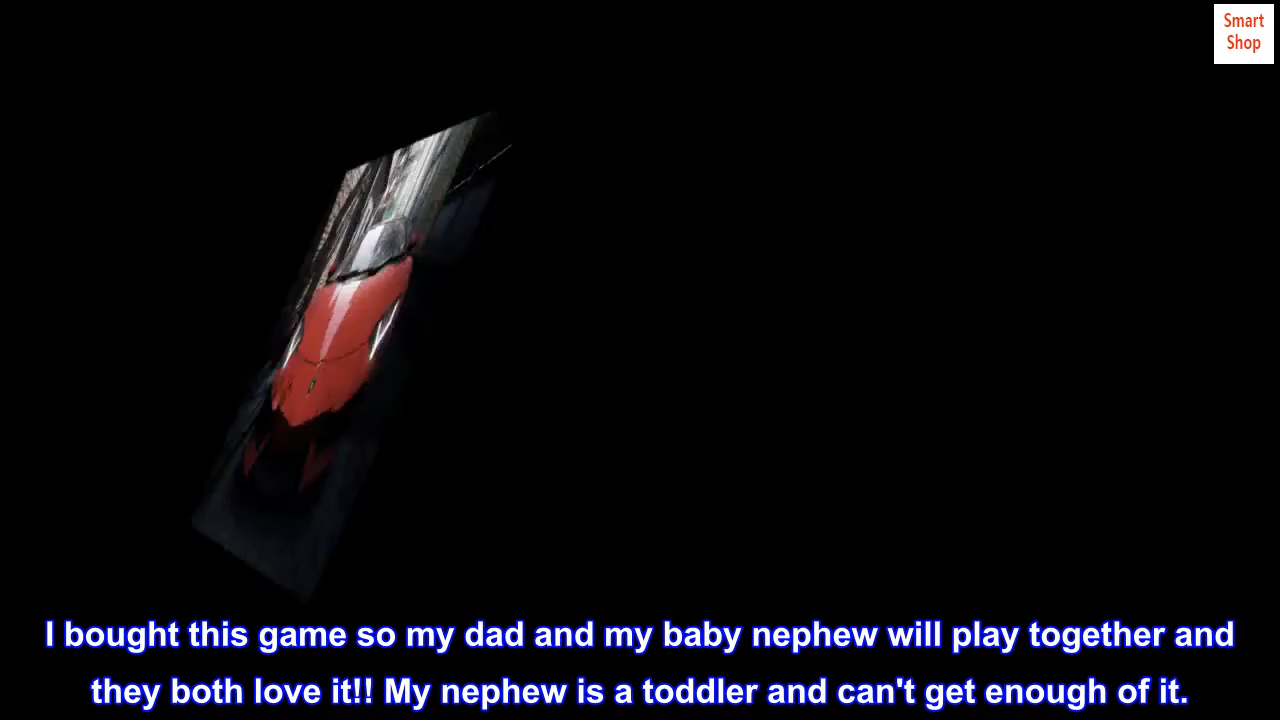 Smart
Shop
I bought this game so my dad and my baby nephew will play together and
they both love it!! My nephew is a toddler and can't get enough of it.